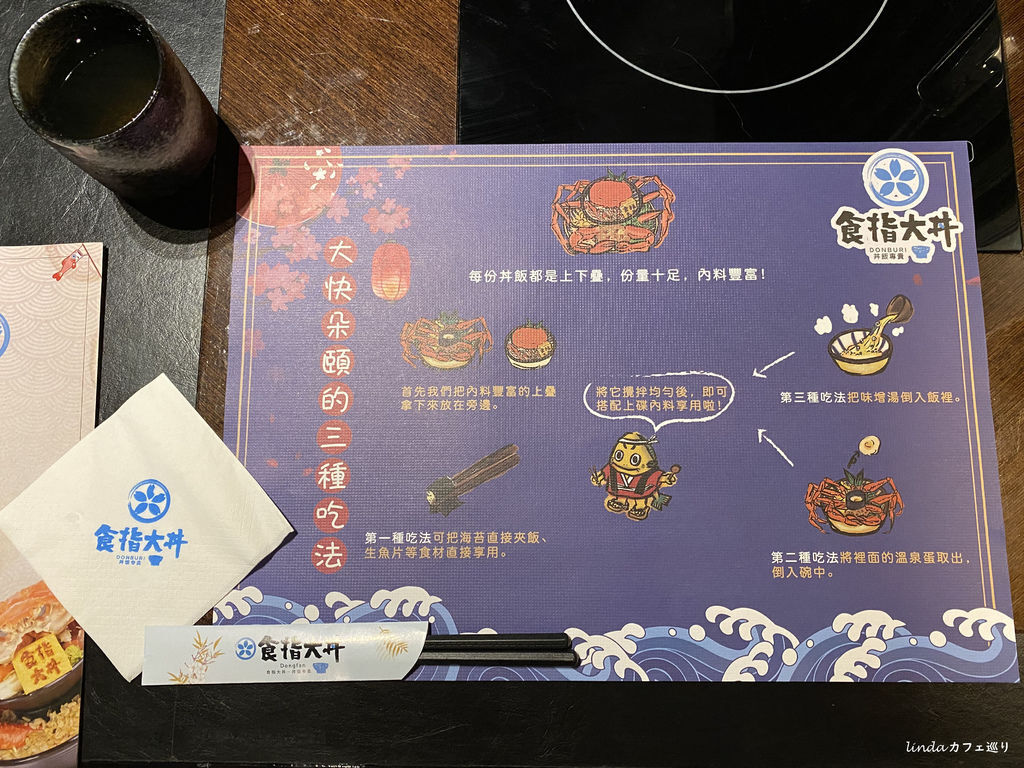 食指大丼
DONBURI
丼飯專賣
大快朵頤的三種吃法
每份丼飯都是上下疊，份量十足，內料豐富！
首先我們把內料豐富的上疊
拿下來放在旁邊。
將它攪拌均勻後，即可
搭配上碟內料享用啦！
第三種吃法把味增湯倒入飯裡。
第一種吃法可把海苔直接夾飯、
生魚片等食材直接享用。
第二種吃法將裡面的溫泉蛋取出，
倒入碗中。
食指大丼
DONBURI
丼飯專賣
食指大丼
Dongfan
食指
大丼
linda カフェ巡り